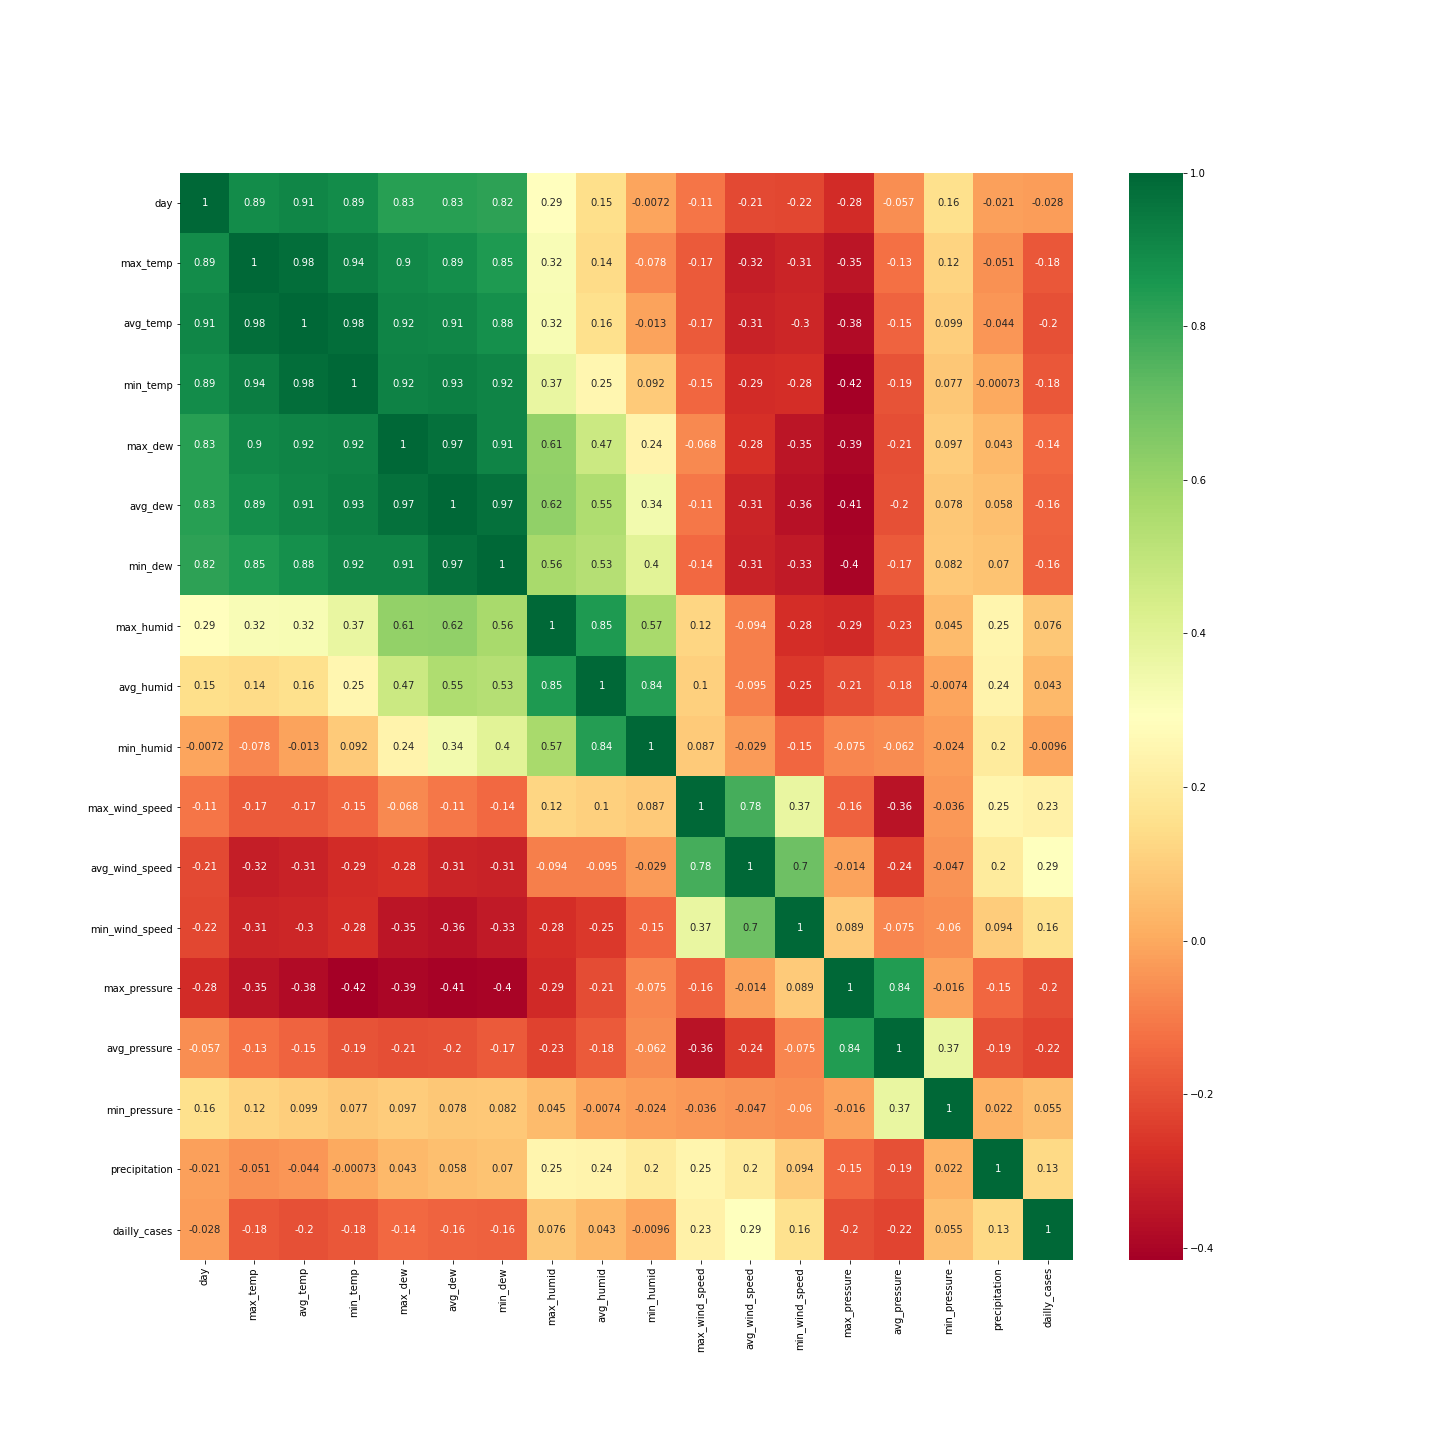 day 1 0.89 0.91 0.89 0.83 0.83 0.82 0.29 0.15 -0.0072 -0.11 -0.21 -0.22 -0.28 -0.057 0.16 -0.021 -0.028
max_temp 0.89 1 0.98 0.94 0.9 0.89 0.85 0.32 0.14 -0.078 -0.17 -0.32 -0.31 -0.35 -0.13 0.12 -0.051 -0.18
avg_temp 0.91 0.98 1 0.98 0.92 0.91 0.88 0.32 0.16 -0.013 -0.17 -0.31 -0.3 -0.38 -0.15 0.099 -0.044 -0.2
min_temp 0.89 0.94 0.98 1 0.92 0.93 0.92 0.37 0.25 0.092 -0.15 -0.29 -0.28 -0.42 -0.19 0.077 -0.00073 -0.18
max_dew 0.83 0.9 0.92 0.92 1 0.97 0.91 0.61 0.47 0.24 -0.068 -0.28 -0.35 -0.39 -0.21 0.097 0.043 -0.14
avg_dew 0.83 0.89 0.91 0.93 0.97 1 0.97 0.62 0.55 0.34 -0.11 -0.31 -0.36 -0.41 -0.2 0.078 0.058 -0.16
min_dew 0.82 0.85 0.88 0.92 0.91 0.97 1 0.56 0.53 0.4 -0.14 -0.31 -0.33 -0.4 -0.17 0.082 0.07 -0.16
max_humid 0.29 0.32 0.32 0.37 0.61 0.62 0.56 1 0.85 0.57 0.12 -0.094 -0.28 -0.29 -0.23 0.045 0.25 0.076
avg_humid 0.15 0.14 0.16 0.25 0.47 0.55 0.53 0.85 1 0.84 0.1 -0.095 -0.25 -0.21 -0.18 -0.0074 0.24 0.043
min_humid -0.0072 -0.078 -0.013 0.092 0.24 0.34 0.4 0.57 0.84 1 0.087 -0.029 -0.15 -0.075 -0.062 -0.024 0.2 -0.0096
max_wind_speed -0.11 -0.17 -0.17 -0.15 -0.068 -0.11 -0.14 0.12 0.1 0.087 1 0.78 0.37 -0.16 -0.36 -0.036 0.25 0.23
avg_wind_speed -0.21 -0.32 -0.31 -0.29 -0.28 -0.31 -0.31 -0.094 -0.095 -0.029 0.78 1 0.7 -0.014 -0.24 -0.047 0.2 0.29
min_wind_speed -0.22 -0.31 -0.3 -0.28 -0.35 -0.36 -0.33 -0.28 -0.25 -0.15 0.37 0.7 1 0.089 -0.075 -0.06 0.094 0.16
max_pressure -0.28 -0.35 -0.38 -0.42 -0.39 -0.41 -0.4 -0.29 -0.21 -0.075 -0.16 -0.014 0.089 1 0.84 -0.016 -0.15 -0.2
avg_pressure -0.057 -0.13 -0.15 -0.19 -0.21 -0.2 -0.17 -0.23 -0.18 -0.062 -0.36 -0.24 -0.075 0.84 1 0.37 -0.19 -0.22
min_pressure 0.16 0.12 0.099 0.077 0.097 0.078 0.082 0.045 -0.0074 -0.024 -0.036 -0.047 -0.06 -0.016 0.37 1 0.022 0.055
precipitation -0.021 -0.051 -0.044 -0.00073 0.043 0.058 0.07 0.25 0.24 0.2 0.25 0.2 0.094 -0.15 -0.19 0.022 1 0.13
dailly_cases -0.028 -0.18 -0.2 -0.18 -0.14 -0.16 -0.16 0.076 0.043 -0.0096 0.23 0.29 0.16 -0.2 -0.22 0.055 0.13 1
day
max_temp
avg_temp
min_temp
max_dew
avg_dew
min_dew
max_humid
avg_humid
min_humid
max_wind_speed
avg_wind_speed
min_wind_speed
max_pressure
avg_pressure
min_pressure
precipitation
dailly_cases
1.0
0.8
0.6
0.4
0.2
0.0
−0.2
−0.4